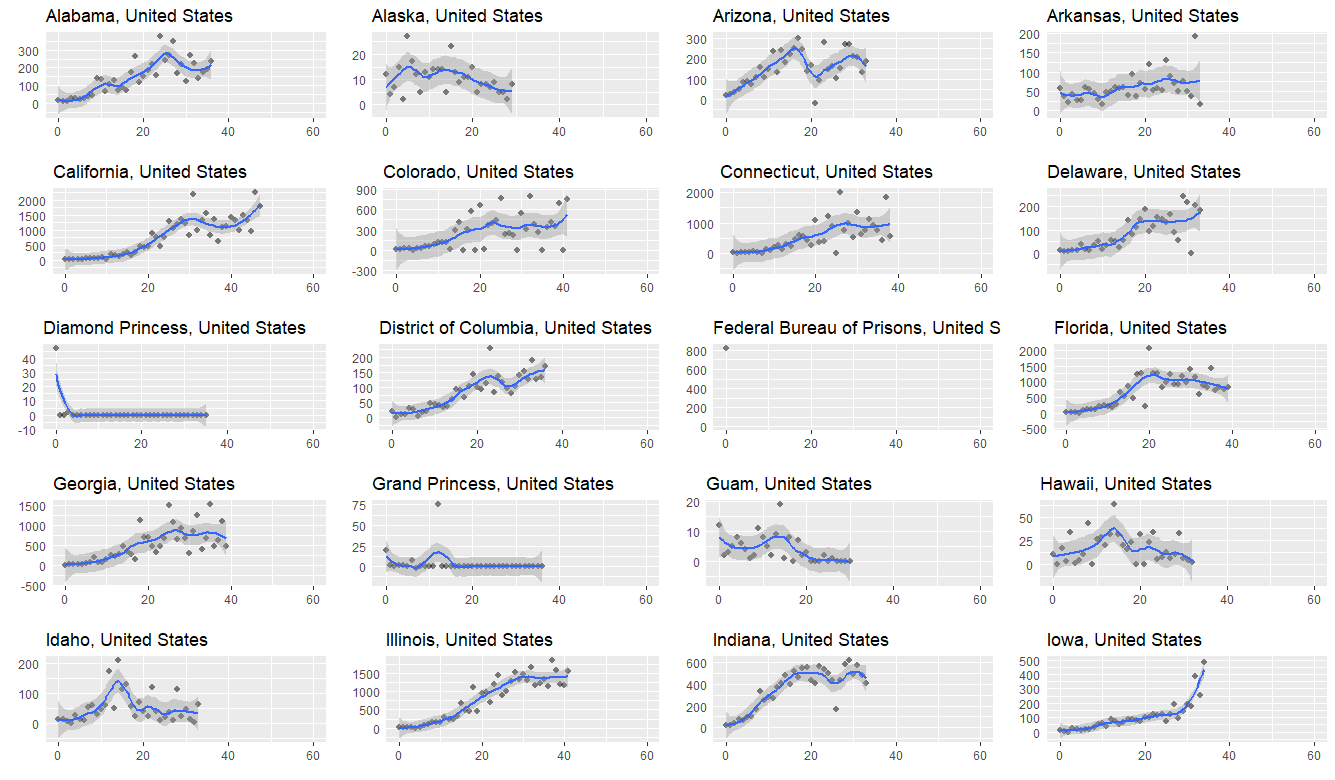 Alabama, United States
300
200
100
0
0 20 40 60
Alaska, United States
20
10
0
0 20 40 60
Arizona, United States
300
200
100
0
0 20 40 60
Arkansas, United States
200
150
100
50
0
0 20 40 60
California, United States
2000
1500
1000
500
0
0 20 40 60
Colorado, United States
900
600
300
0
-300
0 20 40 60
Connecticut, United States
2000
1000
0
0 20 40 60
Delaware, United States
200
100
0
0 20 40 60
Diamond Princess, United States
40
30
20
10
0
-10
0 20 40 60
District of Columbia, United States
200
150
100
50
0
0 20 40 60
Federal Bureau of Prisons, United S
800
600
400
200
0
0 20 40 60
Florida, United States
2000
1500
1000
500
0
-500
0 20 40 60
Georgia, United States
1500
1000
500
0
-500
0 20 40 60
Grand Princess, United States
75
50
25
0
0 20 40 60
Guam, United States
20
10
0
0 20 40 60
Hawaii, United States
50
25
0
0 20 40 60
Idaho, United States
200
100
0
0 20 40 60
Illinois, United States
1500
1000
500
0
0 20 40 60
Indiana, United States
600
400
200
0
0 20 40 60
Iowa, United States
500
400
300
200
100
0
0 20 40 60